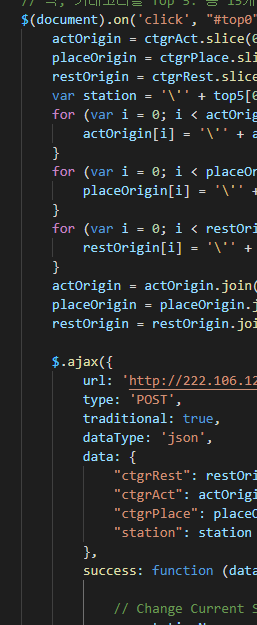 // 즉, 카테고리별 Top 5. 총 15개
$(document).on('click', "#top0"
actOrigin = ctgrAct.slice(0
placeOrigin = ctgrPlace.sli
restOrigin = ctgrRest.slice
var station = '\'' + top5[0
for (var i = 0; i < actOrig
actOrigin[i] = '\'' + a
}
for (var i = 0; i < placeOr
placeOrigin[i] = '\''
}
for (var i = 0; i < restOri
restOrigin[i] = '\'' +
}
actOrigin = actOrigin.join(
placeOrigin = placeOrigin.j
restOrigin = restOrigin.joi
$.ajax({
url: 'http://222.106.12
type: 'POST',
traditional: true,
dataType: 'json',
data: {
"ctgrRest": restOri
"ctgrAct": actOrigi
"ctgrPlace": placeO
"station": station
},
success: function (data
// Change Current S